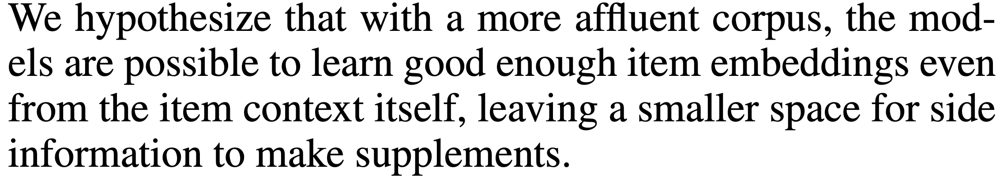 We hypothesize that with a more affluent corpus, the mod-
els are possible to learn good enough item embeddings even
from the item context itself, leaving a smaller space for side
information to make supplements.